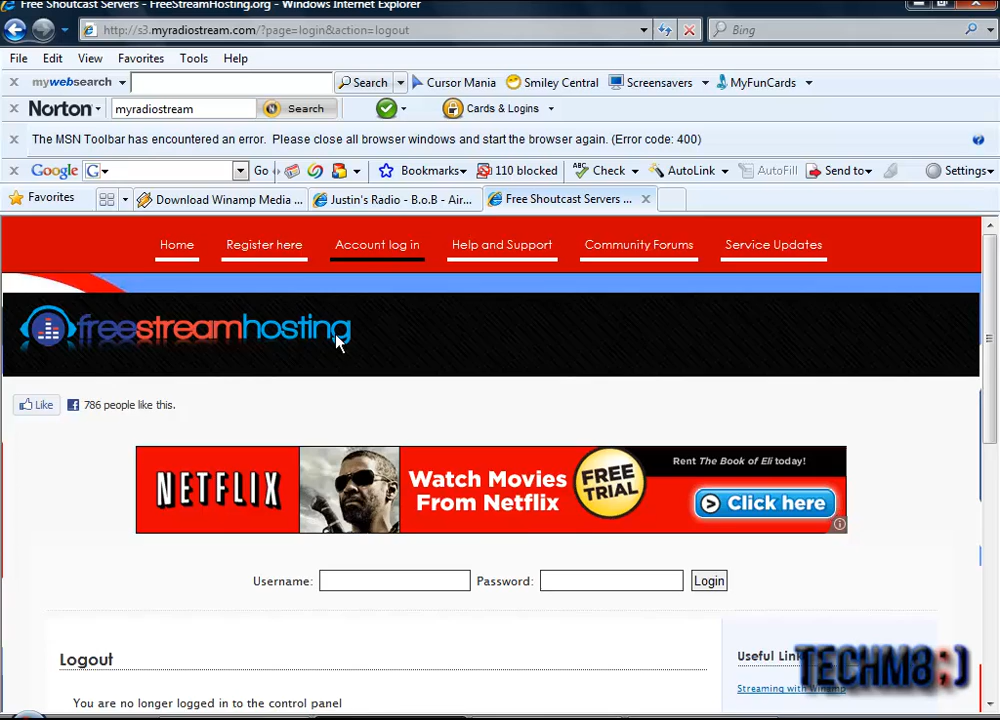 Free Shoutcast Servers - FreeStreamHosting.org - Windows Internet Explorer
http://s3.myradiostream.com/?page=login&action=logout
Bing
File Edit View Favorites Tools Help
mywebsearch Search Cursor Mania Smiley Central Screensavers MyFunCards
Norton myradiostream Search Cards & Logins
The MSN Toolbar has encountered an error. Please close all browser windows and start the browser again. (Error code: 400)
Google Go Bookmarks 110 blocked Check AutoLink AutoFill Send to Settings
Favorites Download Winamp Media ... Justin's Radio - B.o.B - Air... Free Shoutcast Servers ...
Home Register here Account log in Help and Support Community Forums Service Updates
freestreamhosting
Like 786 people like this.
NETFLIX Watch Movies From Netflix FREE TRIAL Rent The Book of Eli today! Click here
Username: Password: Login
Logout
You are no longer logged in to the control panel
Useful Lin
Streaming with Winamp
TECHM8;)